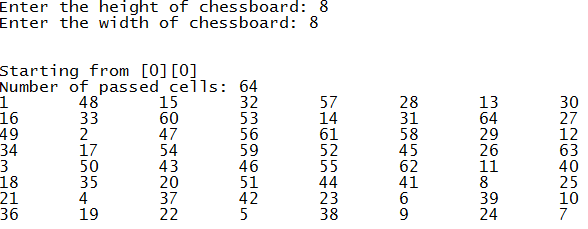 Enter the height of chessboard: 8
Enter the width of chessboard: 8
Starting from [0][0]
Number of passed cells: 64
1 48 15 32 57 28 13 30
16 33 60 53 14 31 64 27
49 2 47 56 61 58 29 12
34 17 54 59 52 45 26 63
3 50 43 46 55 62 11 40
18 35 20 51 44 41 8 25
21 4 37 42 23 6 39 10
36 19 22 5 38 9 24 7